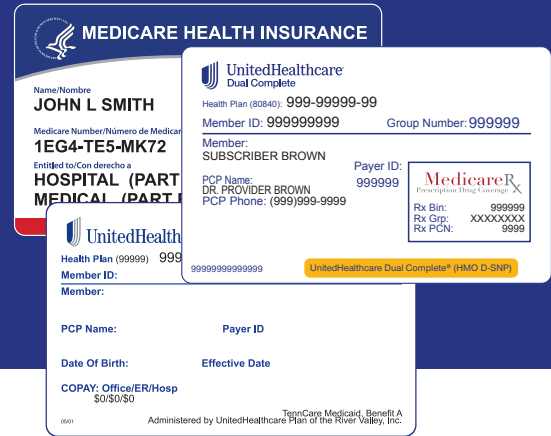 MEDICARE HEALTH INSURANCE
Name/Nombre
JOHN L SMITH
Medicare Number/Número de Medicar
1EG4-TE5-MK72
Entitled to/Con derecho a
HOSPITAL (PART
MEDICAL (PART
UnitedHealthcare
Dual Complete
Health Plan (80840): 999-99999-99
Member ID: 999999999 Group Number: 999999
Member:
SUBSCRIBER BROWN
Payer ID:
999999
PCP Name:
DR. PROVIDER BROWN
PCP Phone: (999)999-9999
MedicareRx
Prescription Drug Coverage
Rx Bin: 999999
Rx Grp: XXXXXXXX
Rx PCN: 9999
99999999999999 UnitedHealthcare Dual Complete® (HMO D-SNP)
UnitedHealth
Health Plan (99999) 999
Member ID:
Member:
PCP Name: Payer ID
Date Of Birth: Effective Date
COPAY: Office/ER/Hosp
$0/$0/$0
TennCare Medicaid, Benefit A
05/01 Administered by UnitedHealthcare Plan of the River Valley, Inc.